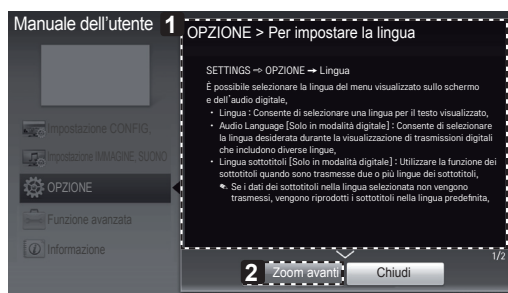 Manuale dell'utente
1
OPZIONE > Per impostare la lingua
SETTINGS ⇨ OPZIONE ➞ Lingua
È possibile selezionare la lingua del menu visualizzato sullo schermo
e dell'audio digitale,
• Lingua : Consente di selezionare una lingua per il testo visualizzato,
• Audio Language [Solo in modalità digitale] : Consente di selezionare
la lingua desiderata durante la visualizzazione di trasmissioni digitali
che includono diverse lingue,
• Lingua sottotitoli [Solo in modalità digitale] : Utilizzare la funzione dei
sottotitoli quando sono trasmesse due o più lingue dei sottotitoli,
✎ Se i dati dei sottotitoli nella lingua selezionata non vengono
trasmessi, vengono riprodotti i sottotitoli nella lingua predefinita,
Impostazione CONFIG,
Impostazione IMMAGINE, SUONO
OPZIONE
Funzione avanzata
Informazione
1/2
2
Zoom avanti
Chiudi